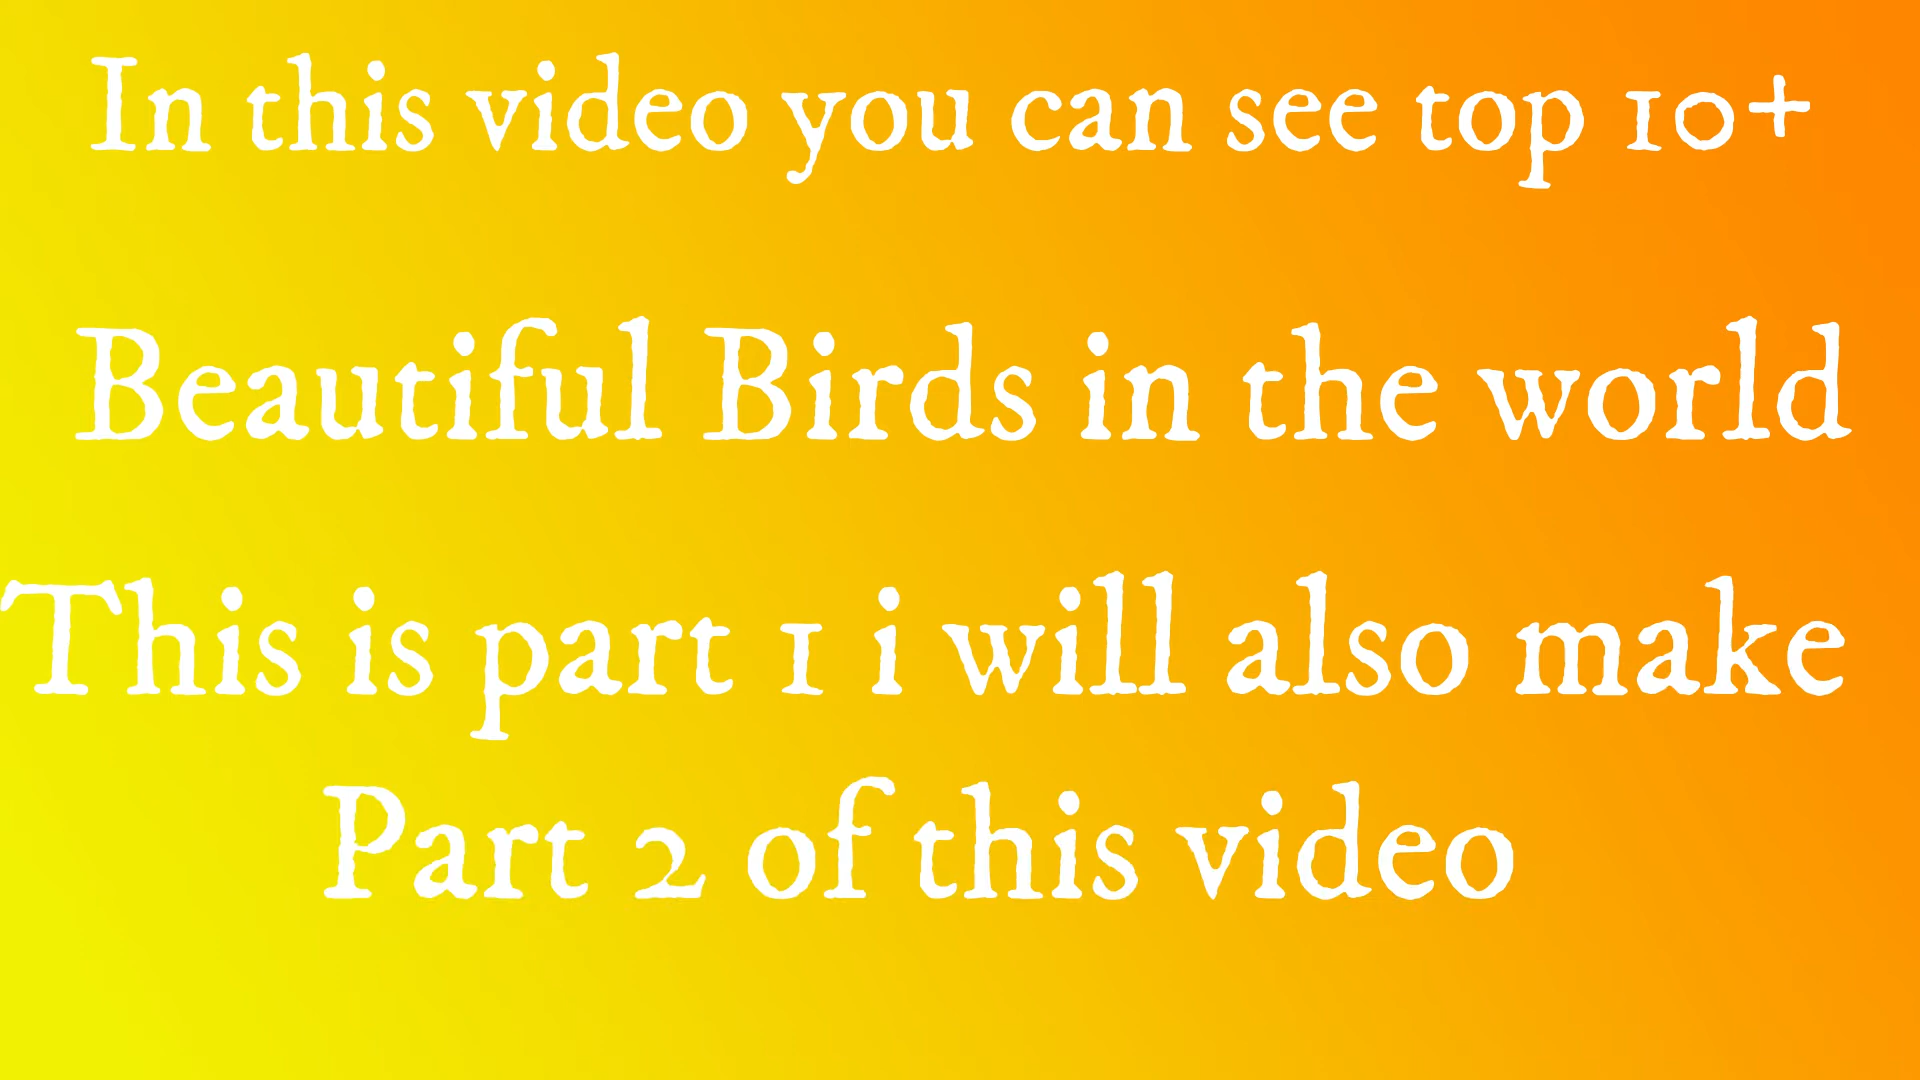 In this video you can see top 10+
Beautiful Birds in the world
This is part 1 i will also make
Part 2 of this video